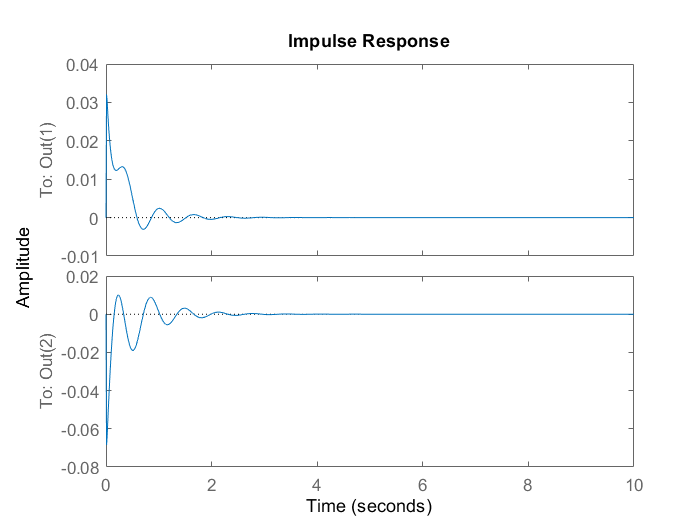 Impulse Response
Amplitude
To: Out(1)
0.04
0.03
0.02
0.01
0
-0.01
To: Out(2)
0.02
0
-0.02
-0.04
-0.06
-0.08
0 2 4 6 8 10
Time (seconds)